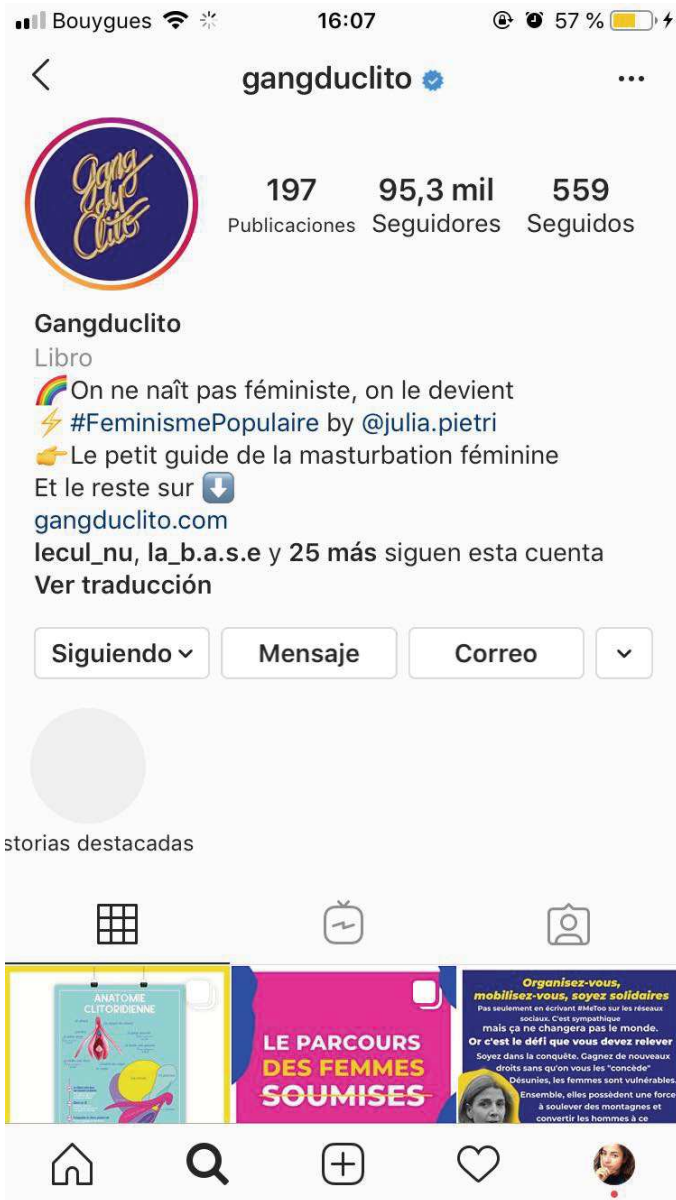 Bouygues 16:07 57 %
gangduclito
Gang
du
Clito
197 95,3 mil 559
Publicaciones Seguidores Seguidos
Gangduclito
Libro
🌈On ne naît pas féministe, on le devient
⚡ #FeminismePopulaire by @julia.pietri
👉Le petit guide de la masturbation féminine
Et le reste sur ⬇️
gangduclito.com
lecul_nu, la_b.a.s.e y 25 más siguen esta cuenta
Ver traducción
Siguiendo Mensaje Correo
storias destacadas
ANATOMIE
CLITORIDIENNE
LE PARCOURS
DES FEMMES
SOUMISES
Organisez-vous,
mobilisez-vous, soyez solidaires
Pas seulement en écrivant #MeToo sur les réseaux
sociaux. C'est sympathique
mais ça ne changera pas le monde.
Or c'est le défi que vous devez relever
Soyez dans la conquête. Gagnez de nouveaux
droits sans qu'on vous les "concède"
Désunies, les femmes sont vulnérables.
Ensemble, elles possèdent une force
à soulever des montagnes et
convertir les hommes à ce